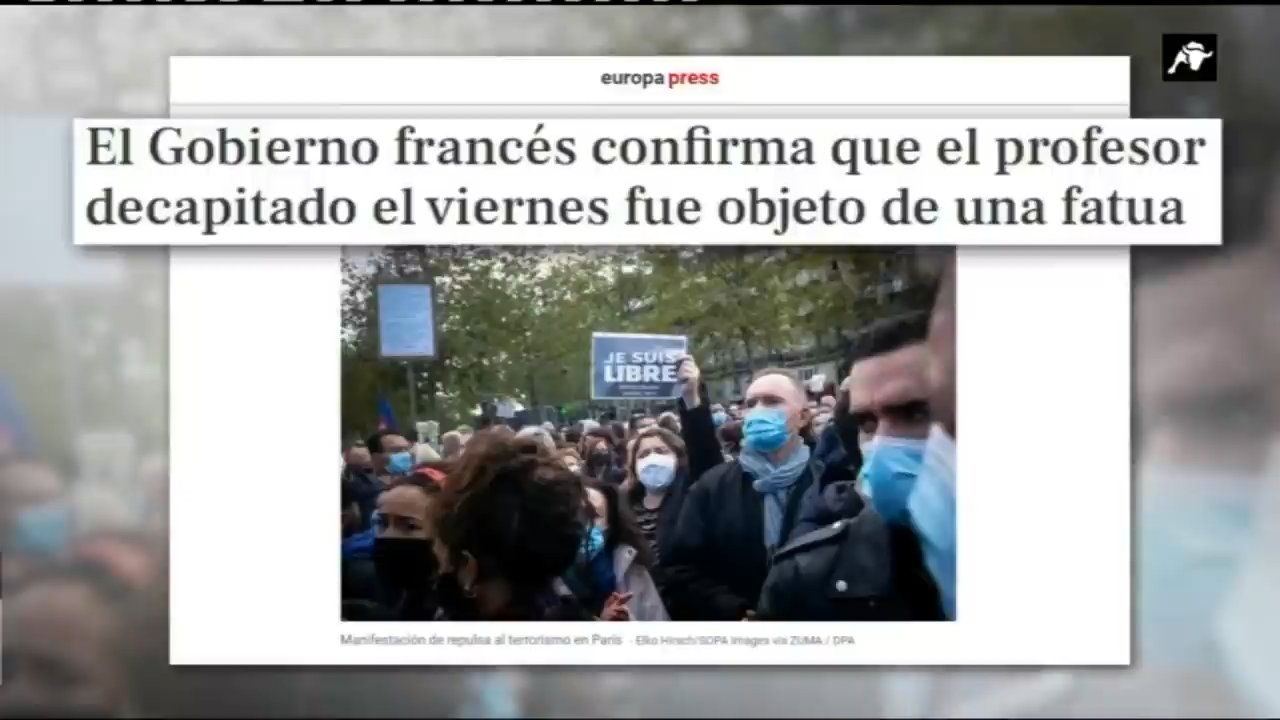 europa press
El Gobierno francés confirma que el profesor
decapitado el viernes fue objeto de una fatua
JE SUIS
LIBRE
Manifestación de repulsa al terrorismo en París - Elko Hirsch/SOPA Images via ZUMA / DPA